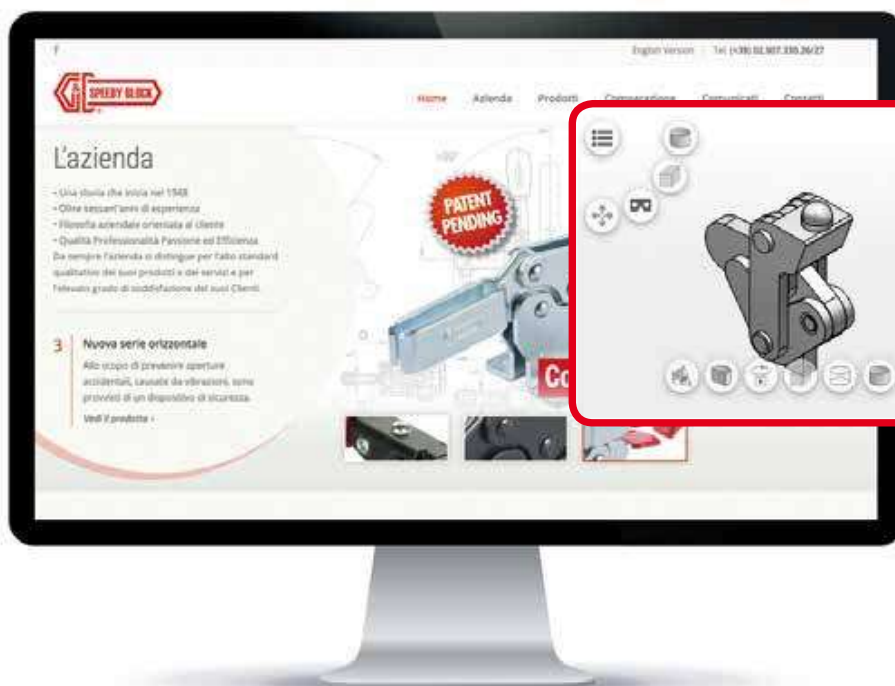 f
English Version
Tel. (+39) 02.907.330.26/27
SPEEDY BLOCK
Home Azienda Prodotti Comparazione Comunicati Contatti
L'azienda
• Una storia che inizia nel 1948
• Oltre sessant'anni di esperienza
• Filosofia aziendale orientata al cliente
• Qualità Professionalità Passione ed Efficienza
Da sempre l'azienda si distingue per l'alto standard
qualitativo dei suoi prodotti e dei servizi e per
l'elevato grado di soddisfazione dei suoi Clienti.
PATENT
PENDING
3 Nuova serie orizzontale
Allo scopo di prevenire aperture
accidentali, causate da vibrazioni, sono
provvisti di un dispositivo di sicurezza.
Vedi il prodotto ›
Co